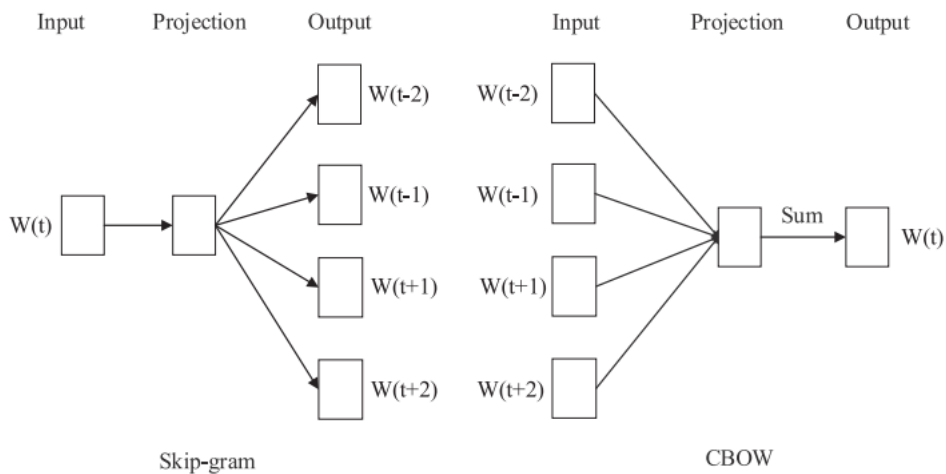 Input Projection Output Input Projection Output
W(t-2) W(t-2)
W(t-1) W(t-1)
W(t) Sum W(t)
W(t+1) W(t+1)
W(t+2) W(t+2)
Skip-gram CBOW